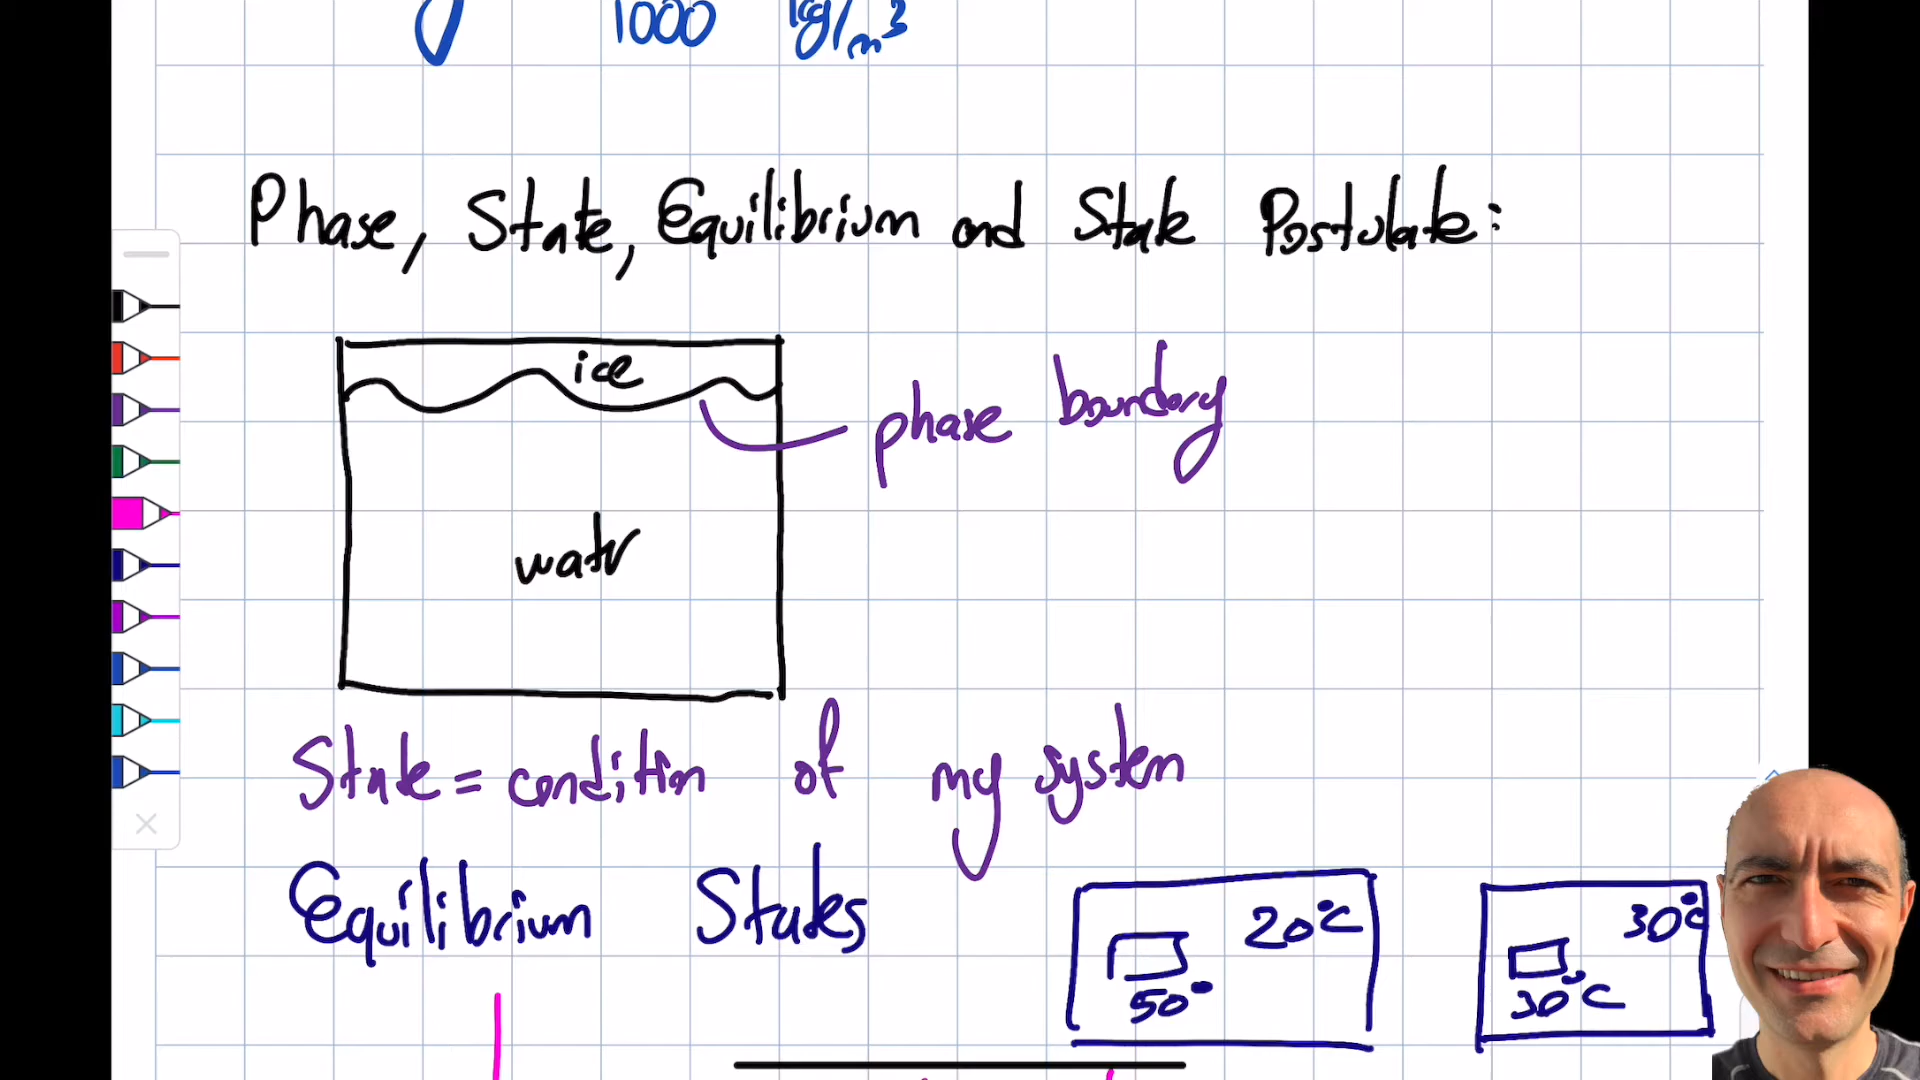 1000 kg/m³
Phase, State, Equilibrium and State Postulate:
ice
phase boundary
water
State = condition of my system
Equilibrium States
20°C
50°
30°C
30°C